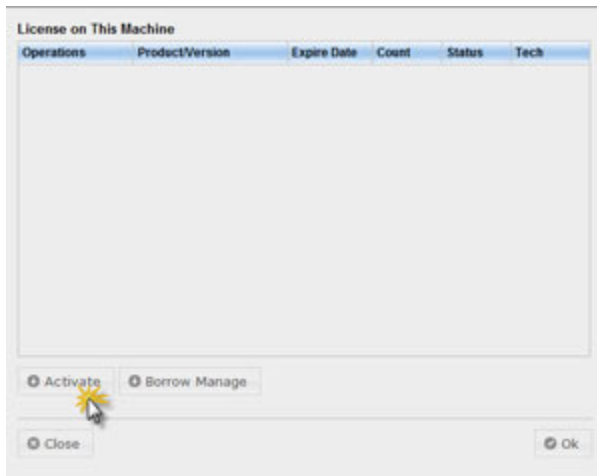 License on This Machine
Operations Product/Version Expire Date Count Status Tech
Activate Borrow Manage
Close Ok